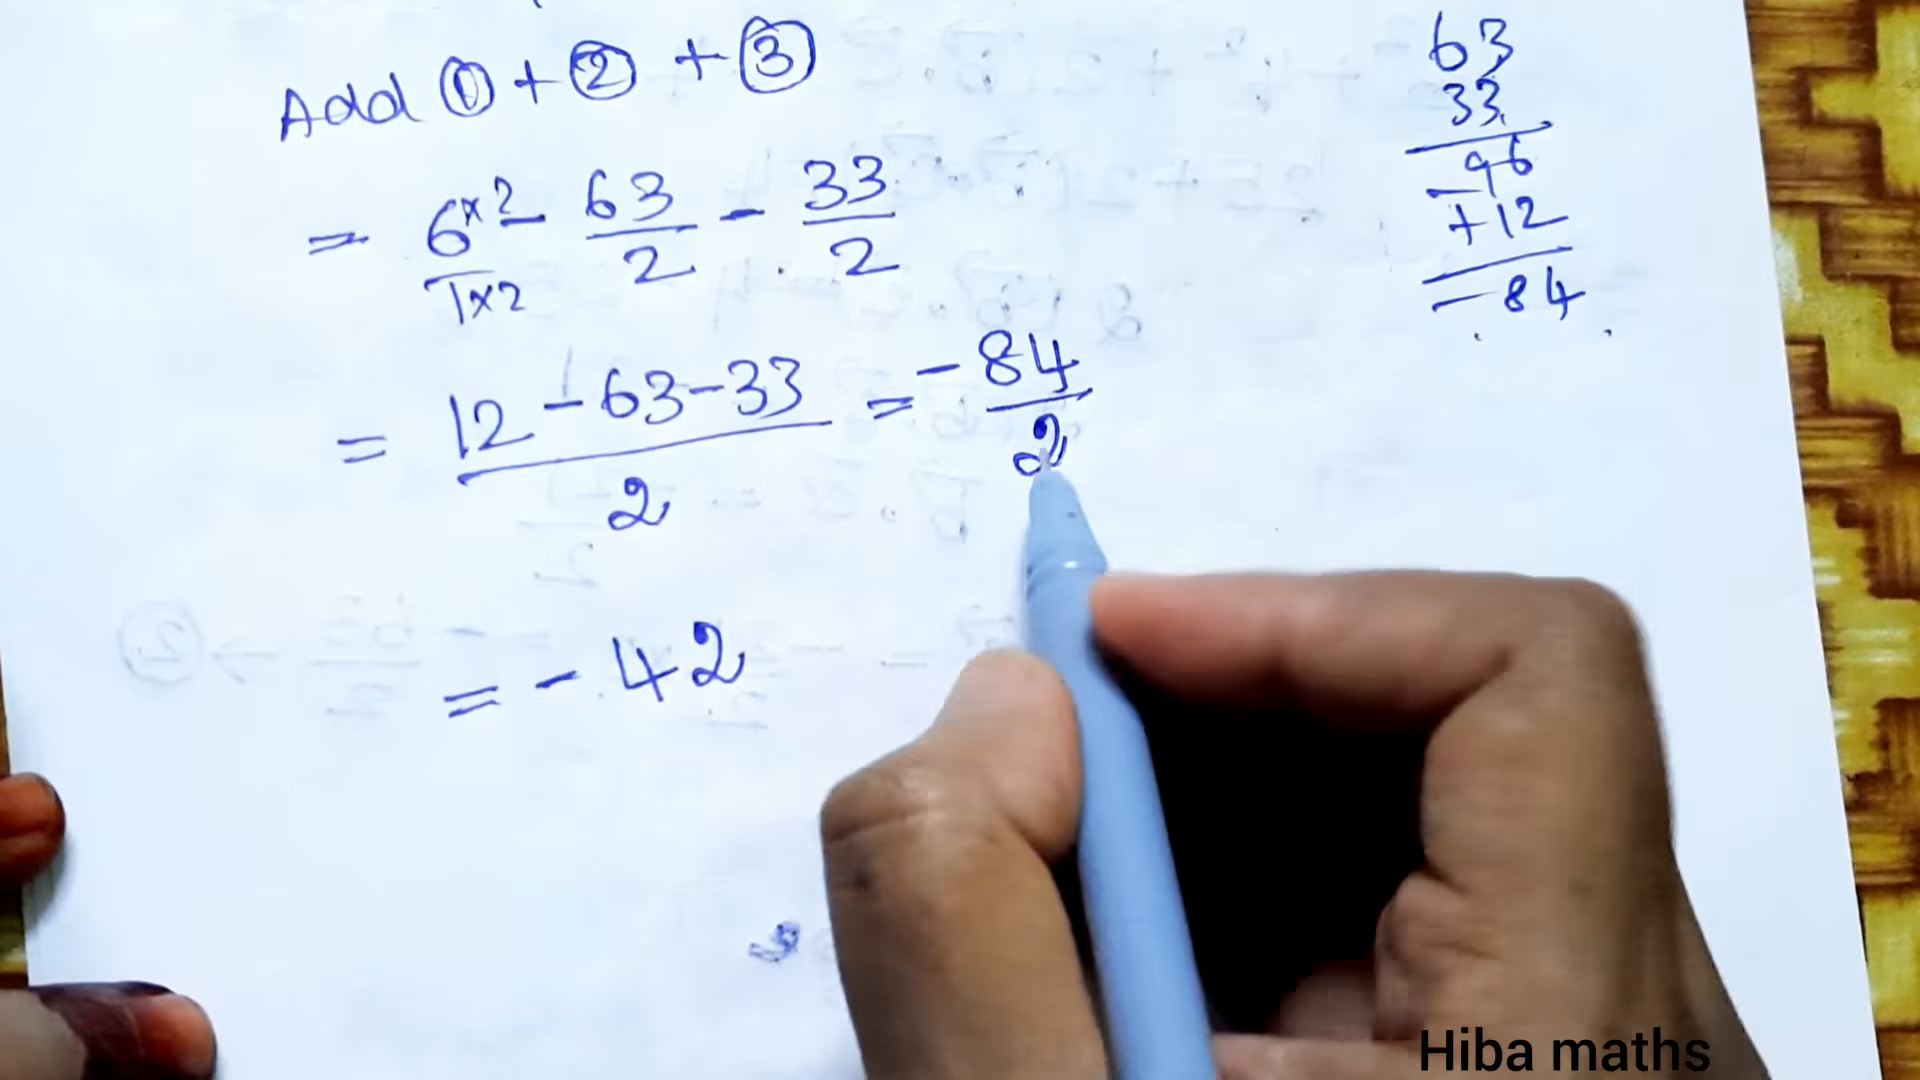 Add ① + ② + ③
= 6×2/1×2 - 63/2 - 33/2
= 12 - 63 - 33/2 = -84/2
= - 42
63
33
-96
+12
-84
Hiba maths